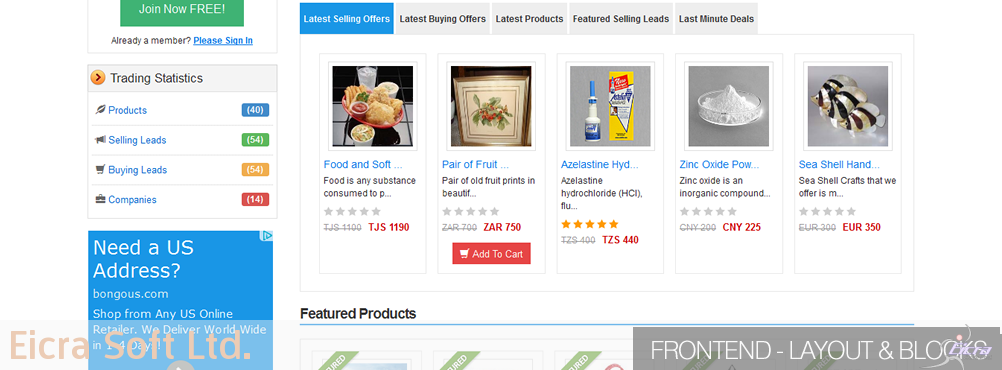 Join Now FREE!
Already a member? Please Sign In
Trading Statistics
Products (40)
Selling Leads (54)
Buying Leads (54)
Companies (14)
Need a US
Address?
bongous.com
Shop from Any US Online
Retailer. We Deliver World Wide
in 1-4 Days!
Latest Selling Offers
Latest Buying Offers
Latest Products
Featured Selling Leads
Last Minute Deals
Food and Soft ...
Food is any substance
consumed to p...
TJS 1100 TJS 1190
Pair of Fruit ...
Pair of old fruit prints in
beautif...
ZAR 700 ZAR 750
Add To Cart
Azelastine Hyd...
Azelastine
hydrochloride (HCl),
flu...
TZS 400 TZS 440
Zinc Oxide Pow...
Zinc oxide is an
inorganic compound...
CNY 200 CNY 225
Sea Shell Hand...
Sea Shell Crafts that we
offer is m...
EUR 300 EUR 350
Featured Products
Eicra Soft Ltd.
FRONTEND - LAYOUT & BLOCKS